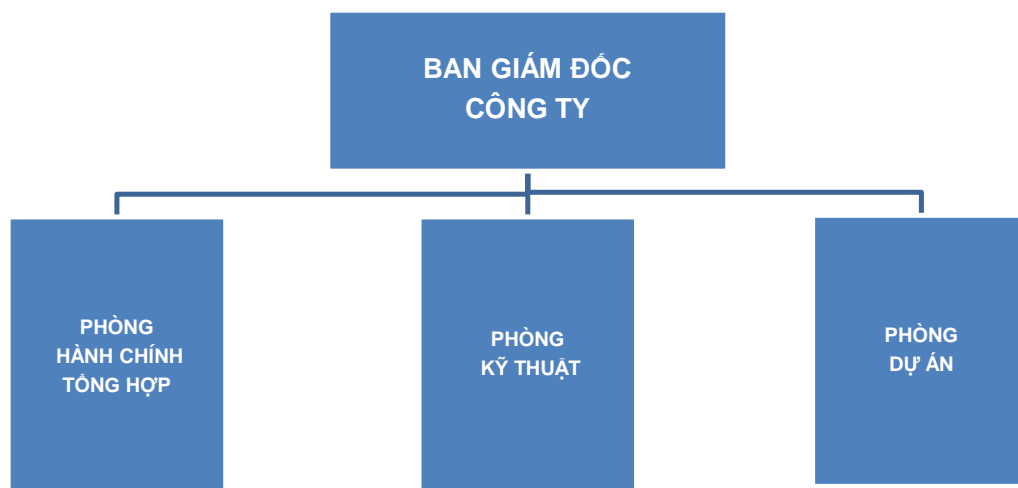 BAN GIÁM ĐỐC
CÔNG TY
PHÒNG
HÀNH CHÍNH
TỔNG HỢP
PHÒNG
KỸ THUẬT
PHÒNG
DỰ ÁN